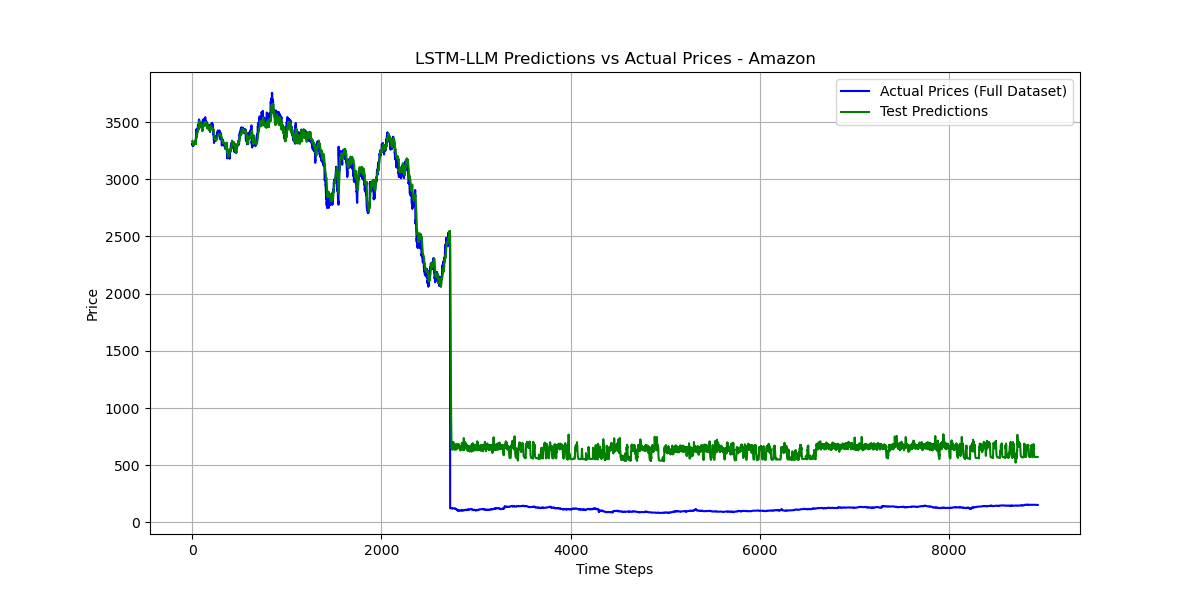 LSTM-LLM Predictions vs Actual Prices - Amazon
Actual Prices (Full Dataset)
Test Predictions
Price
3500
3000
2500
2000
1500
1000
500
0
0 2000 4000 6000 8000
Time Steps